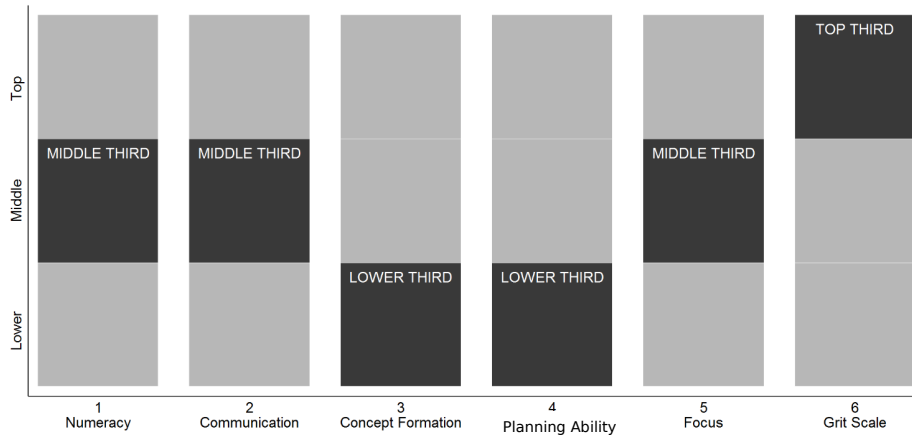 TOP THIRD
Top
MIDDLE THIRD
MIDDLE THIRD
MIDDLE THIRD
Middle
LOWER THIRD
LOWER THIRD
Lower
1
2
3
4
5
6
Numeracy
Communication
Concept Formation
Planning Ability
Focus
Grit Scale